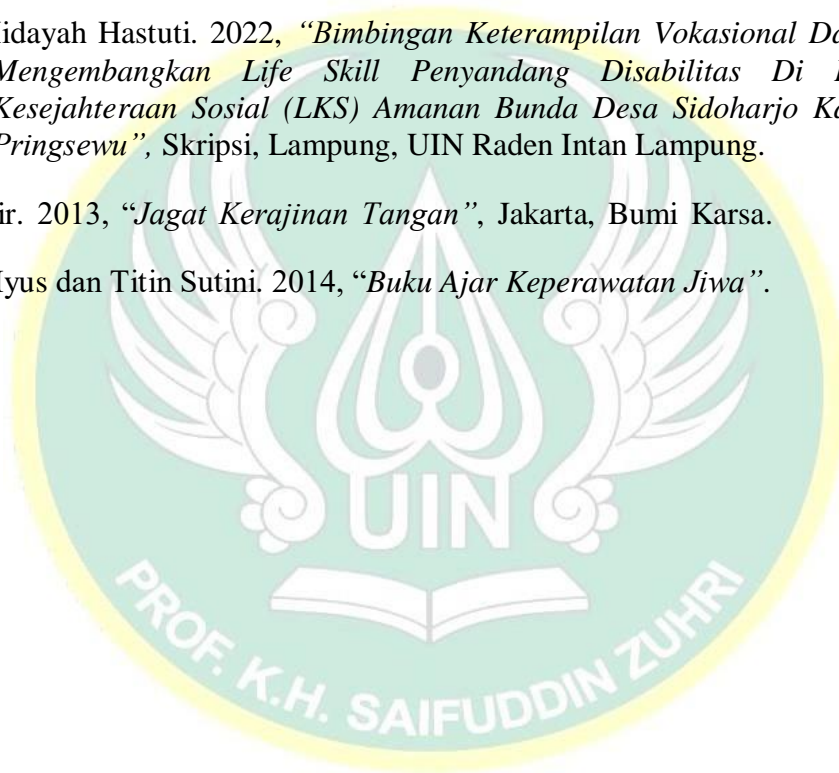 idayah Hastuti. 2022, “Bimbingan Keterampilan Vokasional Da
Mengembangkan Life Skill Penyandang Disabilitas Di
Kesejahteraan Sosial (LKS) Amanan Bunda Desa Sidoharjo Ka
Pringsewu”, Skripsi, Lampung, UIN Raden Intan Lampung.
ir. 2013, “Jagat Kerajinan Tangan”, Jakarta, Bumi Karsa.
Iyus dan Titin Sutini. 2014, “Buku Ajar Keperawatan Jiwa”.
UIN
PROF. K.H. SAIFUDDIN ZUHRI